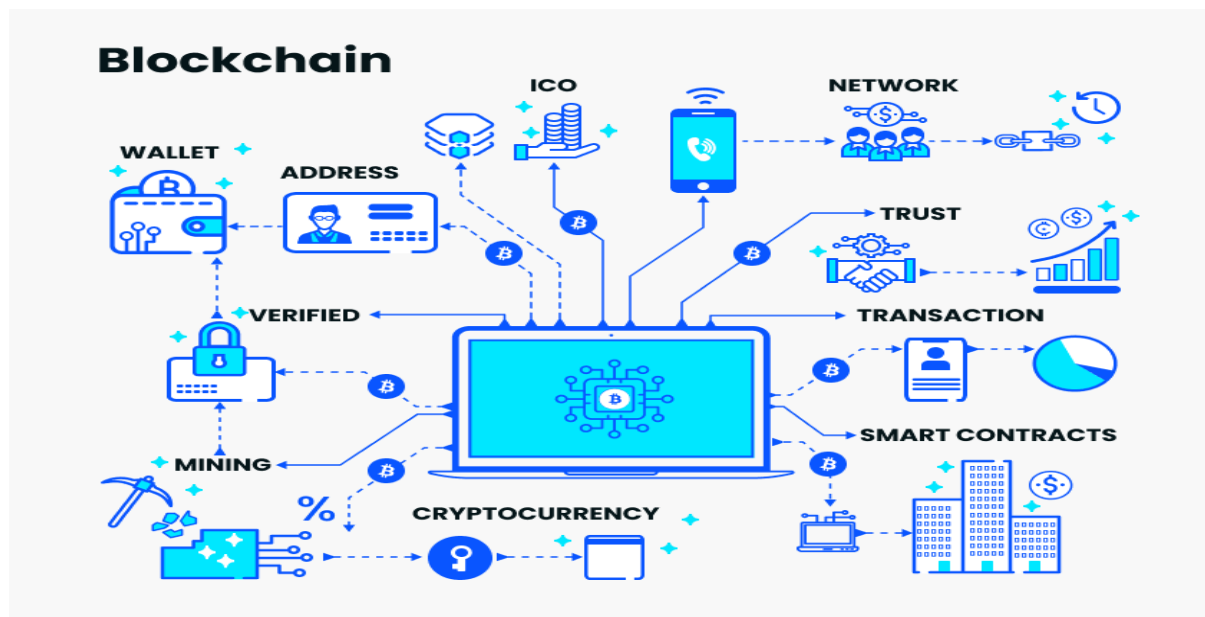 Blockchain
ICO
NETWORK
WALLET
ADDRESS
TRUST
VERIFIED
TRANSACTION
SMART CONTRACTS
MINING
%
CRYPTOCURRENCY